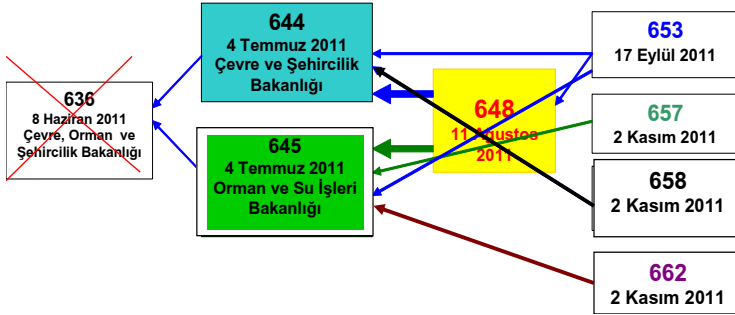 636
8 Haziran 2011
Çevre, Orman ve
Şehircilik Bakanlığı
644
4 Temmuz 2011
Çevre ve Şehircilik
Bakanlığı
645
4 Temmuz 2011
Orman ve Su İşleri
Bakanlığı
648
11 Ağustos
2011
653
17 Eylül 2011
657
2 Kasım 2011
658
2 Kasım 2011
662
2 Kasım 2011